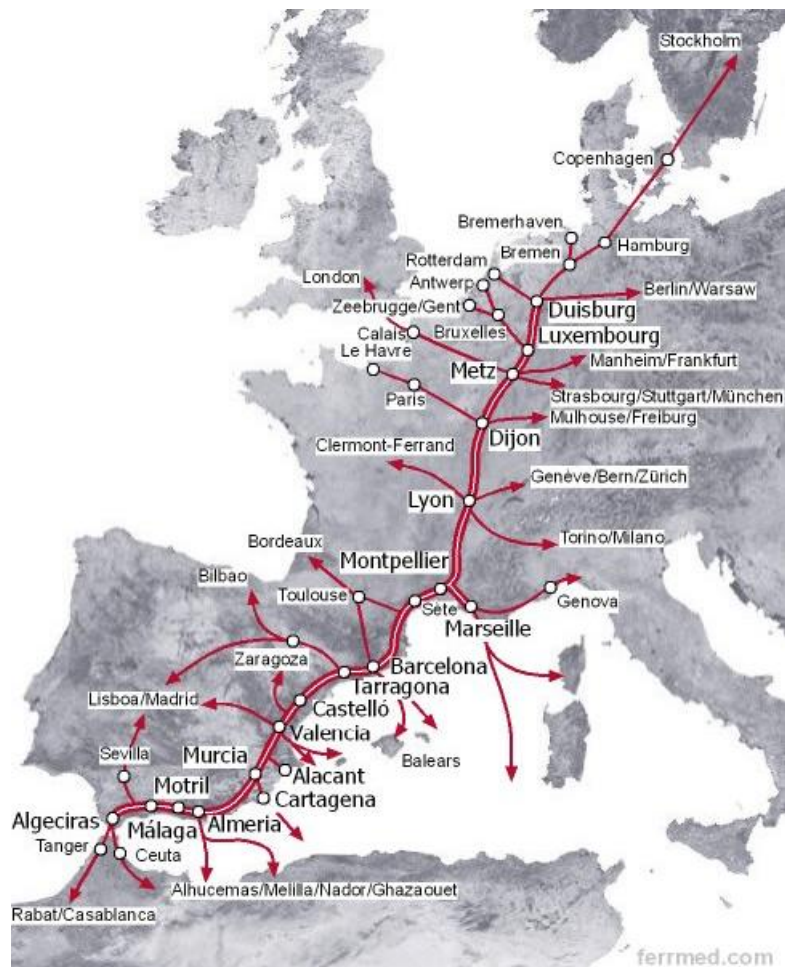 Stockholm
Copenhagen
Bremerhaven
Hamburg
Bremen
Rotterdam
London
Antwerp
Berlin/Warsaw
Zeebrugge/Gent
Duisburg
Bruxelles
Luxembourg
Calais
Le Havre
Manheim/Frankfurt
Metz
Strasbourg/Stuttgart/München
Paris
Mulhouse/Freiburg
Dijon
Clermont-Ferrand
Genève/Bern/Zürich
Lyon
Torino/Milano
Bordeaux
Montpellier
Bilbao
Toulouse
Sète
Genova
Marseille
Zaragoza
Barcelona
Tarragona
Lisboa/Madrid
Castelló
Valencia
Sevilla
Murcia
Balears
Alacant
Motril
Cartagena
Algeciras
Málaga
Almeria
Tanger
Ceuta
Alhucemas/Melilla/Nador/Ghazaouet
Rabat/Casablanca
ferrmed.com